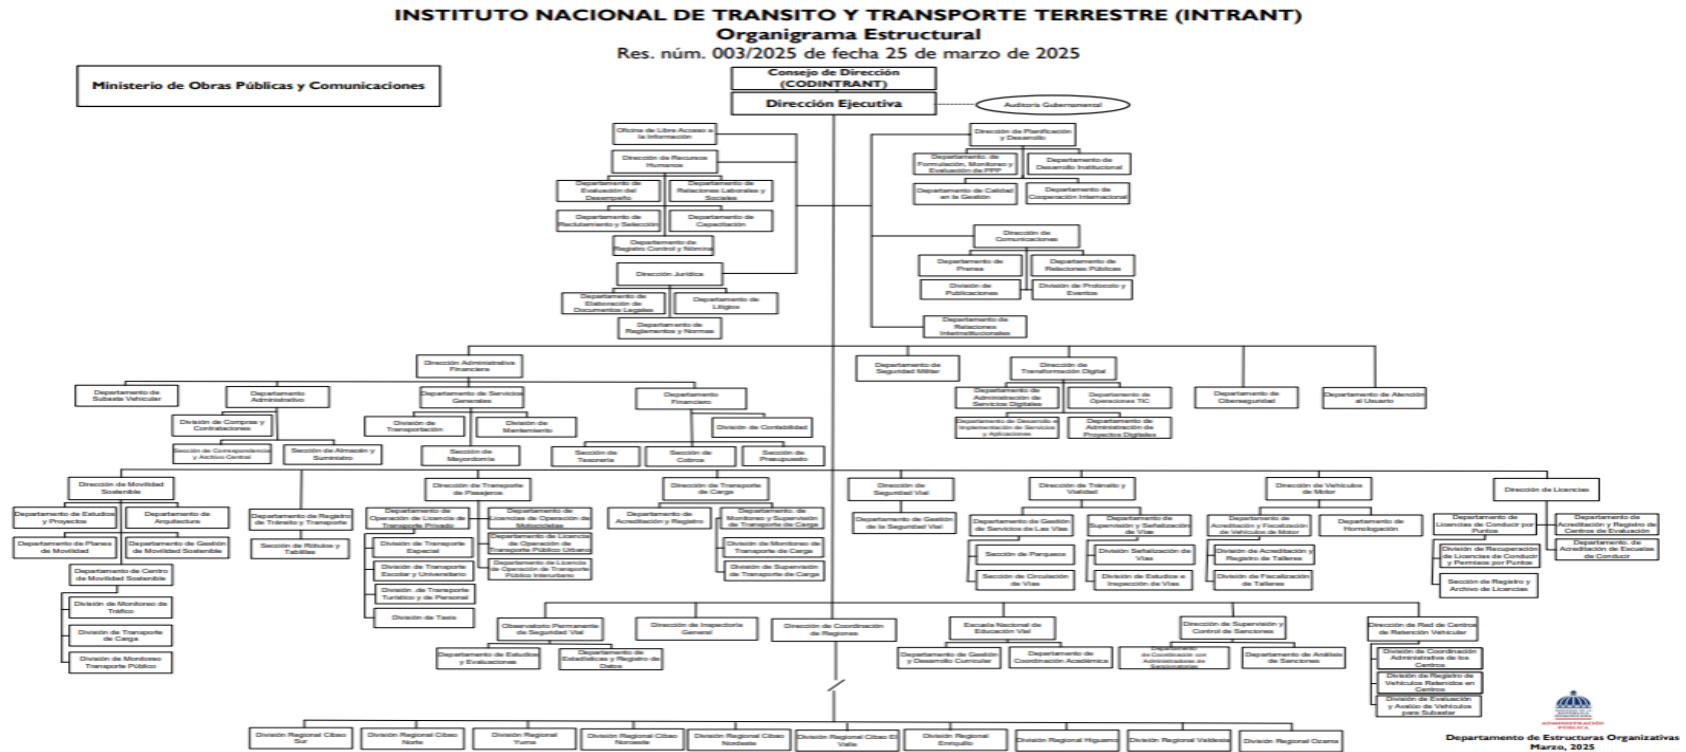 INSTITUTO NACIONAL DE TRANSITO Y TRANSPORTE TERRESTRE (INTRANT)
Organigrama Estructural
Res. núm. 003/2025 de fecha 25 de marzo de 2025
Ministerio de Obras Públicas y Comunicaciones
Consejo de Dirección
(CODINTRANT)
Dirección Ejecutiva
Auditoría Gubernamental
Oficina de Libre Acceso a
la Información
Dirección de Recursos
Humanos
Departamento de
Evaluación del
Desempeño
Departamento de
Relaciones Laborales y
Sociales
Departamento de
Reclutamiento y Selección
Departamento de
Capacitación
Departamento de
Registro Control y Nómina
Dirección Jurídica
Departamento de
Elaboración de
Documentos Legales
Departamento de
Litigios
Departamento de
Reglamentos y Normas
Dirección de Planificación
y Desarrollo
Departamento. de
Formulación, Monitoreo y
Evaluación de PPP
Departamento de
Desarrollo Institucional
Departamento de Calidad
en la Gestión
Departamento de
Cooperación Internacional
Dirección de
Comunicaciones
Departamento de
Prensa
Departamento de
Relaciones Públicas
División de
Publicaciones
División de Protocolo y
Eventos
Departamento de
Relaciones
Interinstitucionales
Dirección Administrativa
Financiera
Departamento de
Seguridad Militar
Dirección de
Transformación Digital
Departamento de
Subasta Vehicular
Departamento
Administrativo
Departamento de Servicios
Generales
Departamento
Financiero
Departamento de
Administración de
Servicios Digitales
Departamento de
Operaciones TIC
Departamento de
Ciberseguridad
Departamento de Atención
al Usuario
División de Compras y
Contrataciones
División de
Transportación
División de
Mantenimiento
División de Contabilidad
Departamento de Desarrollo e
Implementación de Servicios
y Aplicaciones
Departamento de
Administración de
Proyectos Digitales
Sección de Correspondencia
y Archivo Central
Sección de Almacén y
Suministro
Sección de
Mayordomía
Sección de
Tesorería
Sección de
Cobros
Sección de
Presupuesto
Dirección de Movilidad
Sostenible
Dirección de Transporte
de Pasajeros
Dirección de Transporte
de Carga
Dirección de
Seguridad Vial
Dirección de Tránsito y
Vialidad
Dirección de Vehículos
de Motor
Dirección de Licencias
Departamento de Estudios
y Proyectos
Departamento de
Arquitectura
Departamento de Planes
de Movilidad
Departamento de Gestión
de Movilidad Sostenible
Departamento de Centro
de Movilidad Sostenible
División de Monitoreo de
Tráfico
División de Transporte
de Carga
División de Monitoreo
Transporte Público
Departamento de Registro
de Tránsito y Transporte
Sección de Rótulos y
Tablillas
Departamento de
Operación de Licencia de
Transporte Privado
Departamento de
Licencias de Operación de
Motocicletas
División de Transporte
Especial
Departamento de Licencia
de Operación de
Transporte Público Urbano
División de Transporte
Escolar y Universitario
Departamento de Licencia
de Operación de Transporte
Público Interurbano
División .de Transporte
Turístico y de Personal
División de Taxis
Departamento de
Acreditación y Registro
Departamento. de
Monitoreo y Supervisión
de Transporte de Carga
División de Monitoreo de
Transporte de Carga
División de Supervisión
de Transporte de Carga
Departamento de Gestión
de la Seguridad Vial
Departamento de Gestión
de Servicios de Las Vías
Sección de Parqueos
Sección de Circulación
de Vías
Departamento de
Supervisión y Señalización
de Vías
División Señalización de
Vías
División de Estudios e
Inspección de Vías
Departamento de
Acreditación y Fiscalización
de Vehículos de Motor
División de Acreditación y
Registro de Talleres
División de Fiscalización
de Talleres
Departamento de
Homologación
Departamento de
Licencias de Conducir por
Puntos
División de Recuperación
de Licencias de Conducir
y Permisos por Puntos
Sección de Registro y
Archivo de Licencias
Departamento de
Acreditación y Registro de
Centros de Evaluación
Departamento. de
Acreditación de Escuelas
de Conducir
Observatorio Permanente
de Seguridad Vial
Dirección de Inspectoría
General
Dirección de Coordinación
de Regiones
Escuela Nacional de
Educación Vial
Dirección de Supervisión y
Control de Sanciones
Dirección de Red de Centros
de Retención Vehicular
Departamento de Estudios
y Evaluaciones
Departamento de
Estadísticas y Registro de
Datos
Departamento de Gestión
y Desarrollo Curricular
Departamento de
Coordinación Académica
Departamento
de Coordinación con
Administradoras de
Departamento de Análisis
de Sanciones
División de Coordinación
Administrativa de los
Centros
División de Registro de
Vehículos Retenidos en
Centros
División de Evaluación
y Avalúo de Vehículos
para Subastar
División Regional Cibao
Sur
División Regional Cibao
Norte
División Regional
Yuma
División Regional Cibao
Noroeste
División Regional Cibao
Nordeste
División Regional Cibao El
Valle
División Regional
Enriquillo
División Regional Higuamo
División Regional Valdesia
División Regional Ozama
ADMINISTRACIÓN
PÚBLICA
Departamento de Estructuras Organizativas
Marzo, 2025